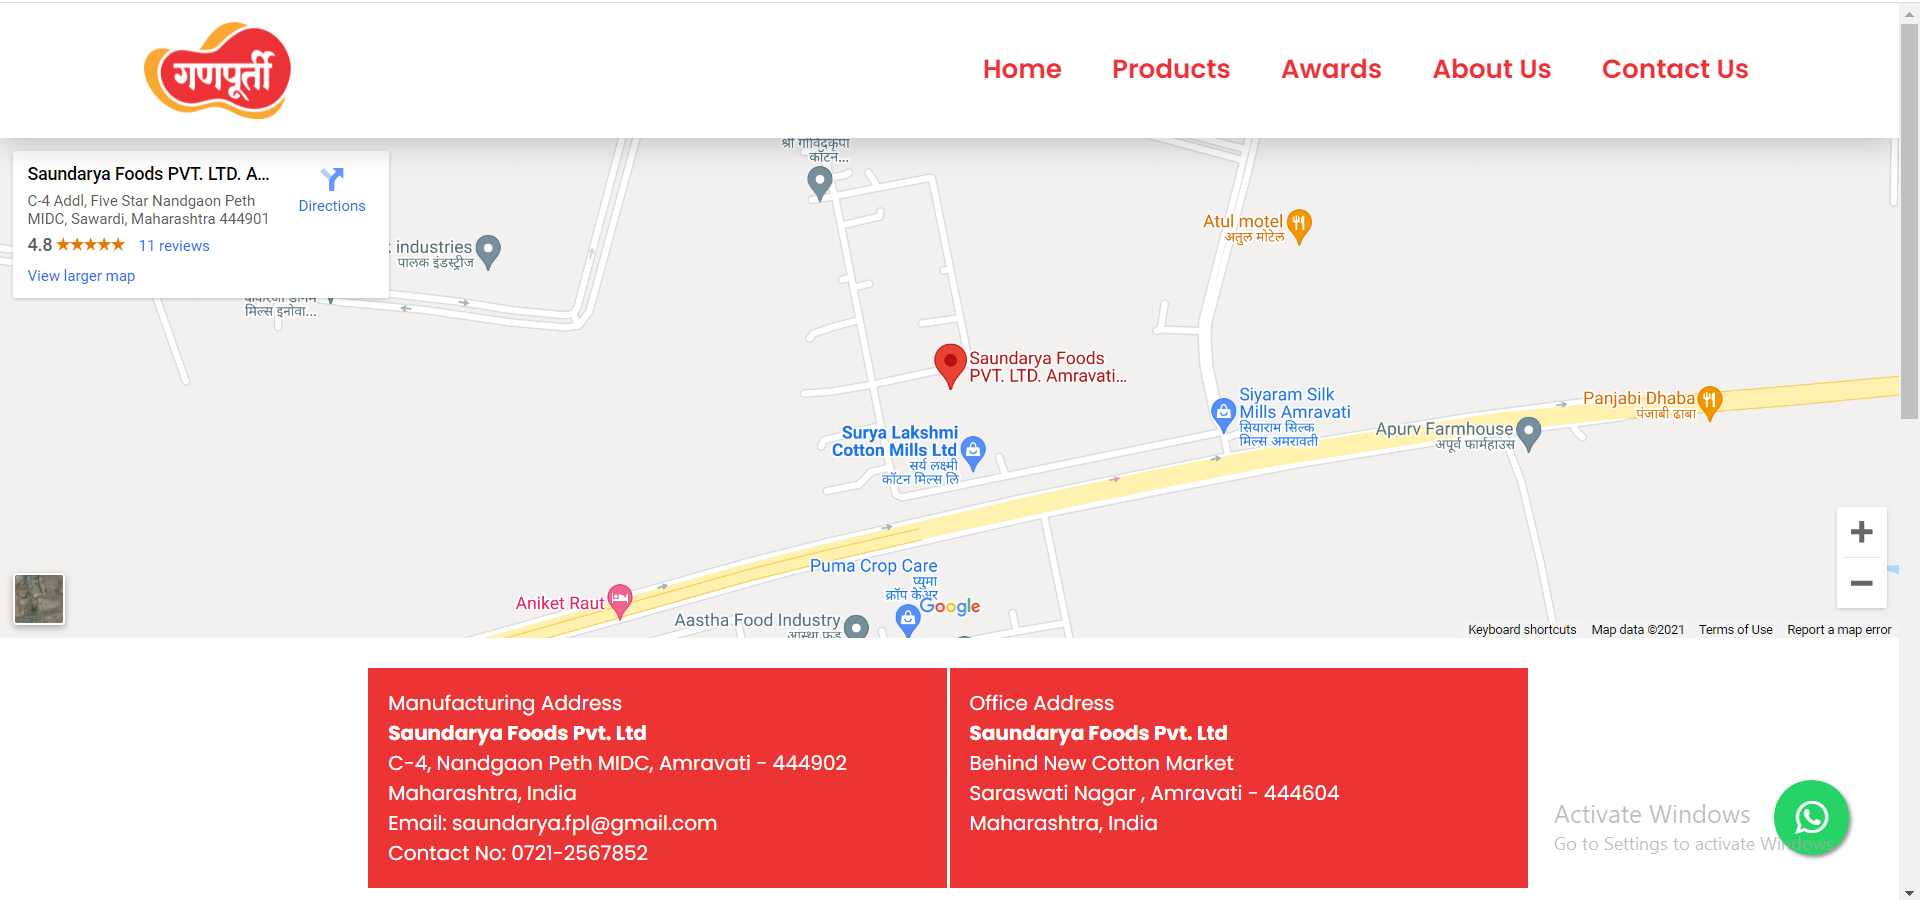 गणपूर्ती
Home
Products
Awards
About Us
Contact Us
Saundarya Foods PVT. LTD. A...
C-4 Addl, Five Star Nandgaon Peth
MIDC, Sawardi, Maharashtra 444901
Directions
4.8
11 reviews
View larger map
कॉटन...
industries
पालक इंडस्ट्रीज
मिल्स इनोवा...
Atul motel
अतुल मोटेल
Saundarya Foods
PVT. LTD. Amravati...
Siyaram Silk
Mills Amravati
सियाराम सिल्क
मिल्स अमरावती
Panjabi Dhaba
पंजाबी ढाबा
Apurv Farmhouse
अपूर्व फार्महाउस
Surya Lakshmi
Cotton Mills Ltd
सर्य लक्ष्मी
कॉटन मिल्स लि
Puma Crop Care
प्युमा
क्रॉप केअर
Google
Aniket Raut
Aastha Food Industry
Keyboard shortcuts
Map data ©2021
Terms of Use
Report a map error
Manufacturing Address
Saundarya Foods Pvt. Ltd
C-4, Nandgaon Peth MIDC, Amravati - 444902
Maharashtra, India
Email: saundarya.fpl@gmail.com
Contact No: 0721-2567852
Office Address
Saundarya Foods Pvt. Ltd
Behind New Cotton Market
Saraswati Nagar , Amravati - 444604
Maharashtra, India
Activate Windows
Go to Settings to activate Windows.